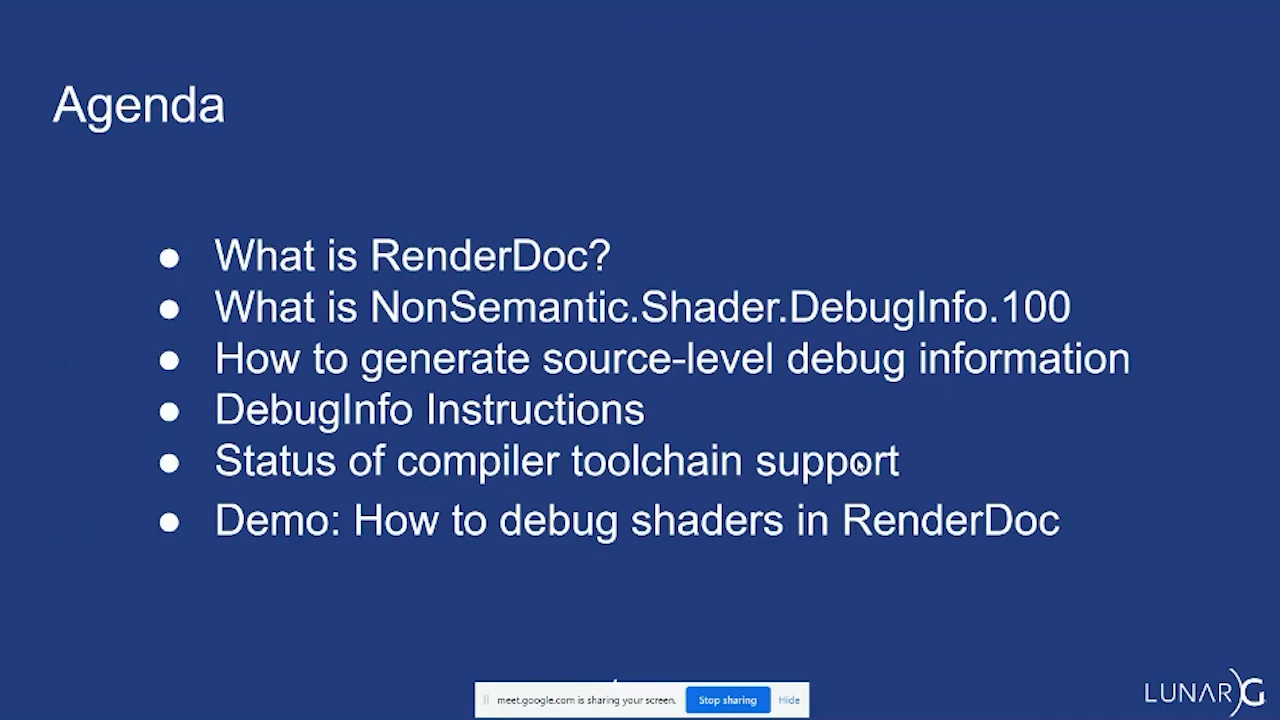 Agenda
● What is RenderDoc?
● What is NonSemantic.Shader.DebugInfo.100
● How to generate source-level debug information
● DebugInfo Instructions
● Status of compiler toolchain support
● Demo: How to debug shaders in RenderDoc
meet.google.com is sharing your screen. Stop sharing Hide
LUNARG